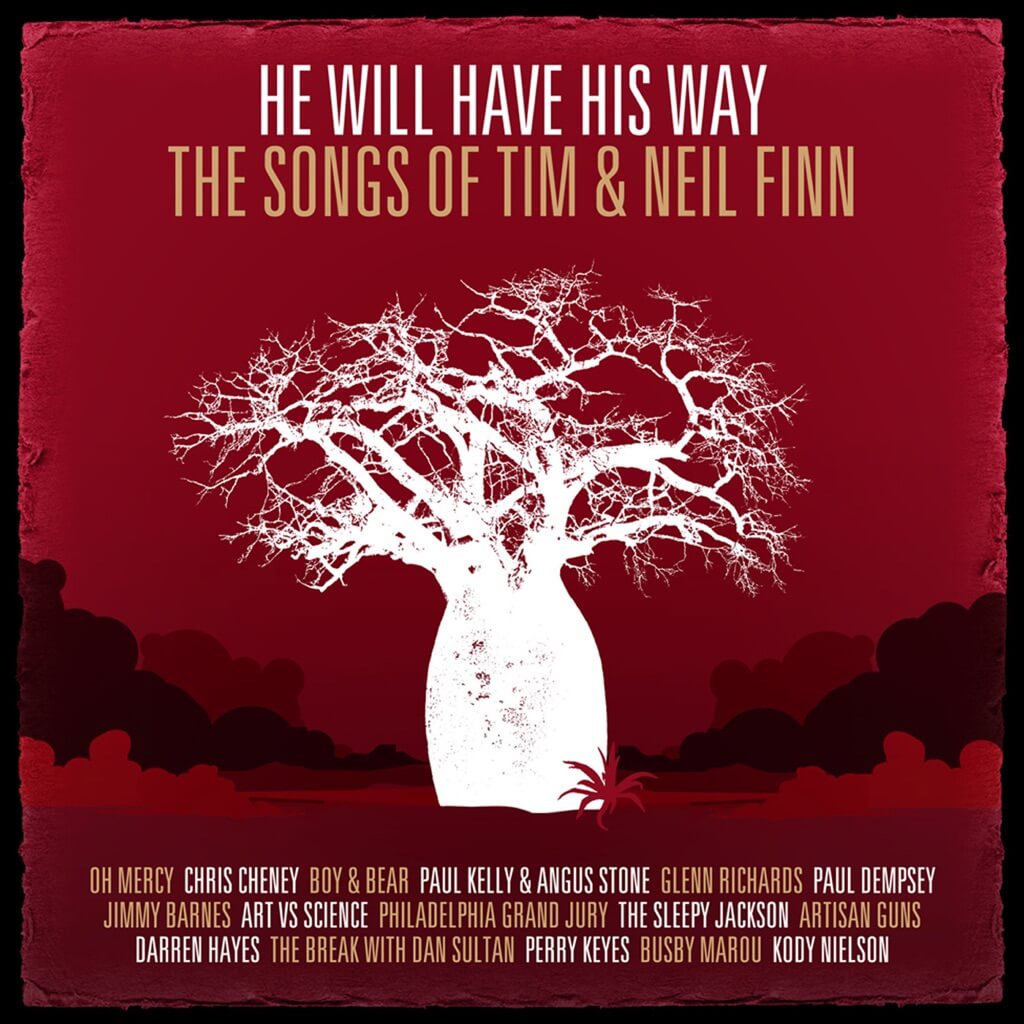 HE WILL HAVE HIS WAY
THE SONGS OF TIM & NEIL FINN
OH MERCY CHRIS CHENEY BOY & BEAR PAUL KELLY & ANGUS STONE GLENN RICHARDS PAUL DEMPSEY
JIMMY BARNES ART VS SCIENCE PHILADELPHIA GRAND JURY THE SLEEPY JACKSON ARTISAN GUNS
DARREN HAYES THE BREAK WITH DAN SULTAN PERRY KEYES BUSBY MAROU KODY NIELSON